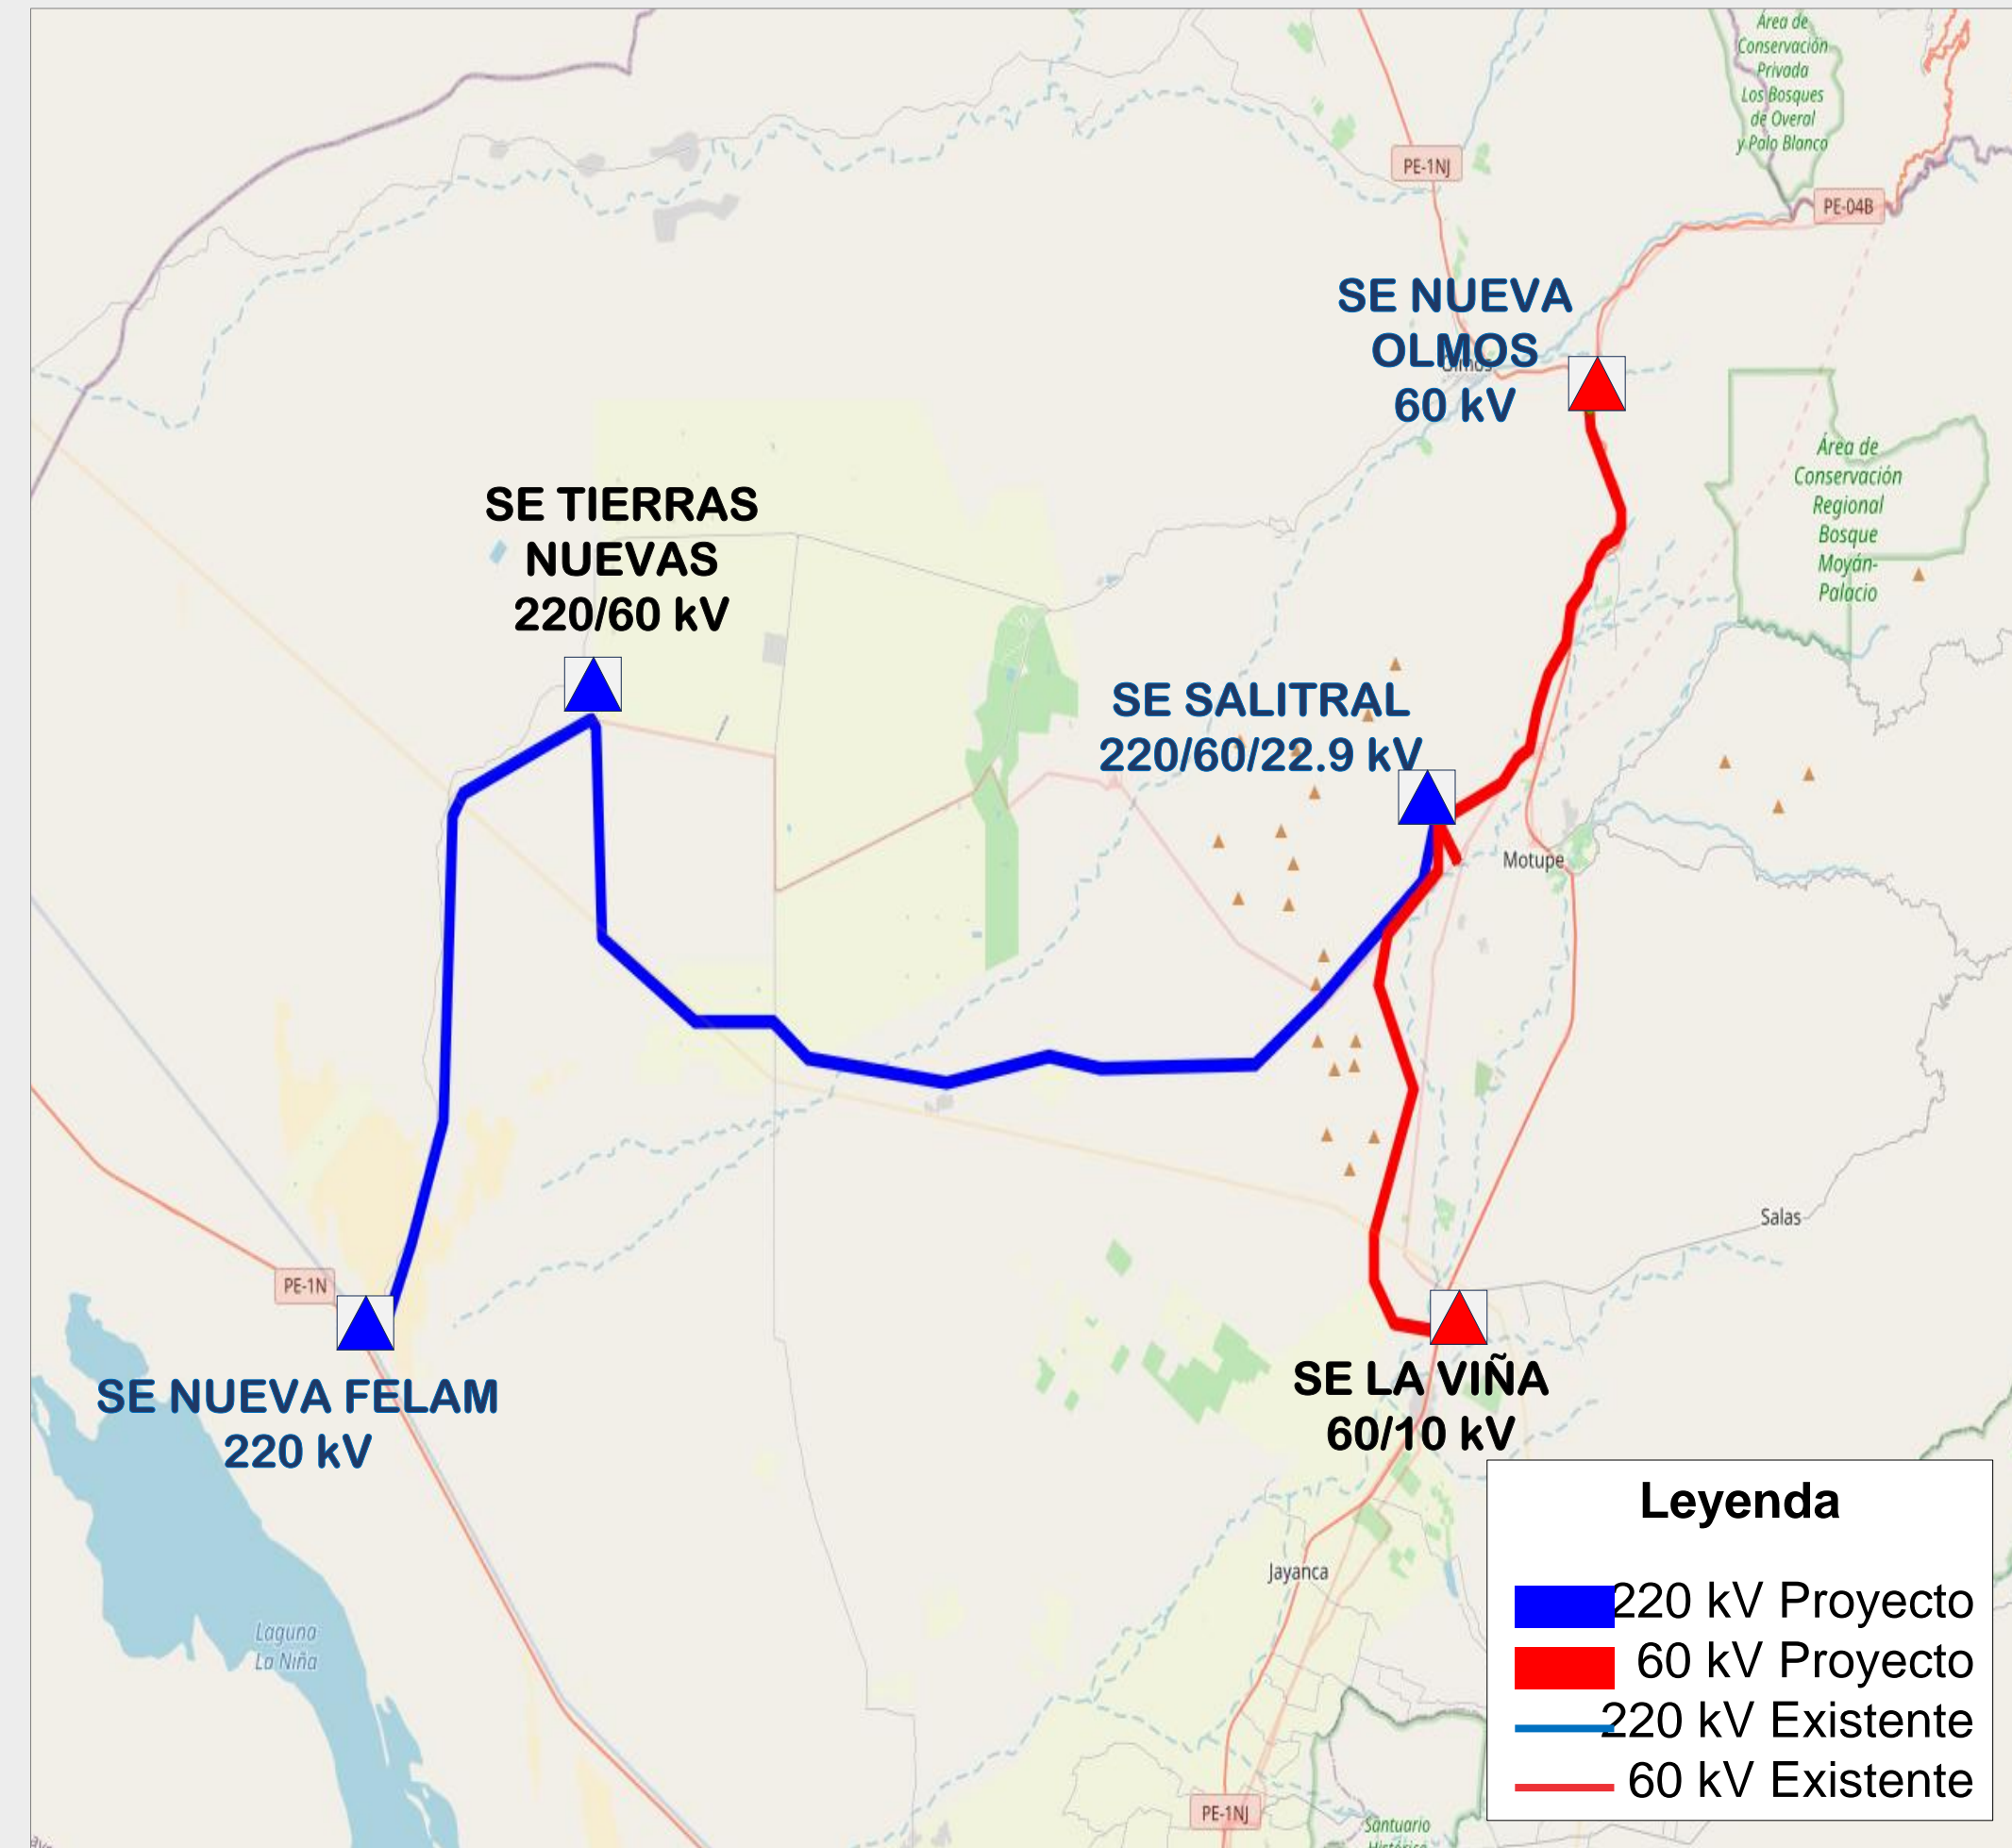 Área de
Conservación
Privada
Los Bosques
de Overal
y Palo Blanco
PE-1NJ
PE-04B
SE NUEVA
OLMOS
60 kV
Olmos
Área de
Conservación
Regional
Bosque
Moyán-
Palacio
SE TIERRAS
NUEVAS
220/60 kV
SE SALITRAL
220/60/22.9 kV
Motupe
Salas
PE-1N
SE NUEVA FELAM
220 kV
SE LA VIÑA
60/10 kV
Jayanca
Laguna
La Niña
PE-1NJ
Santuario
Leyenda
220 kV Proyecto
60 kV Proyecto
220 kV Existente
60 kV Existente